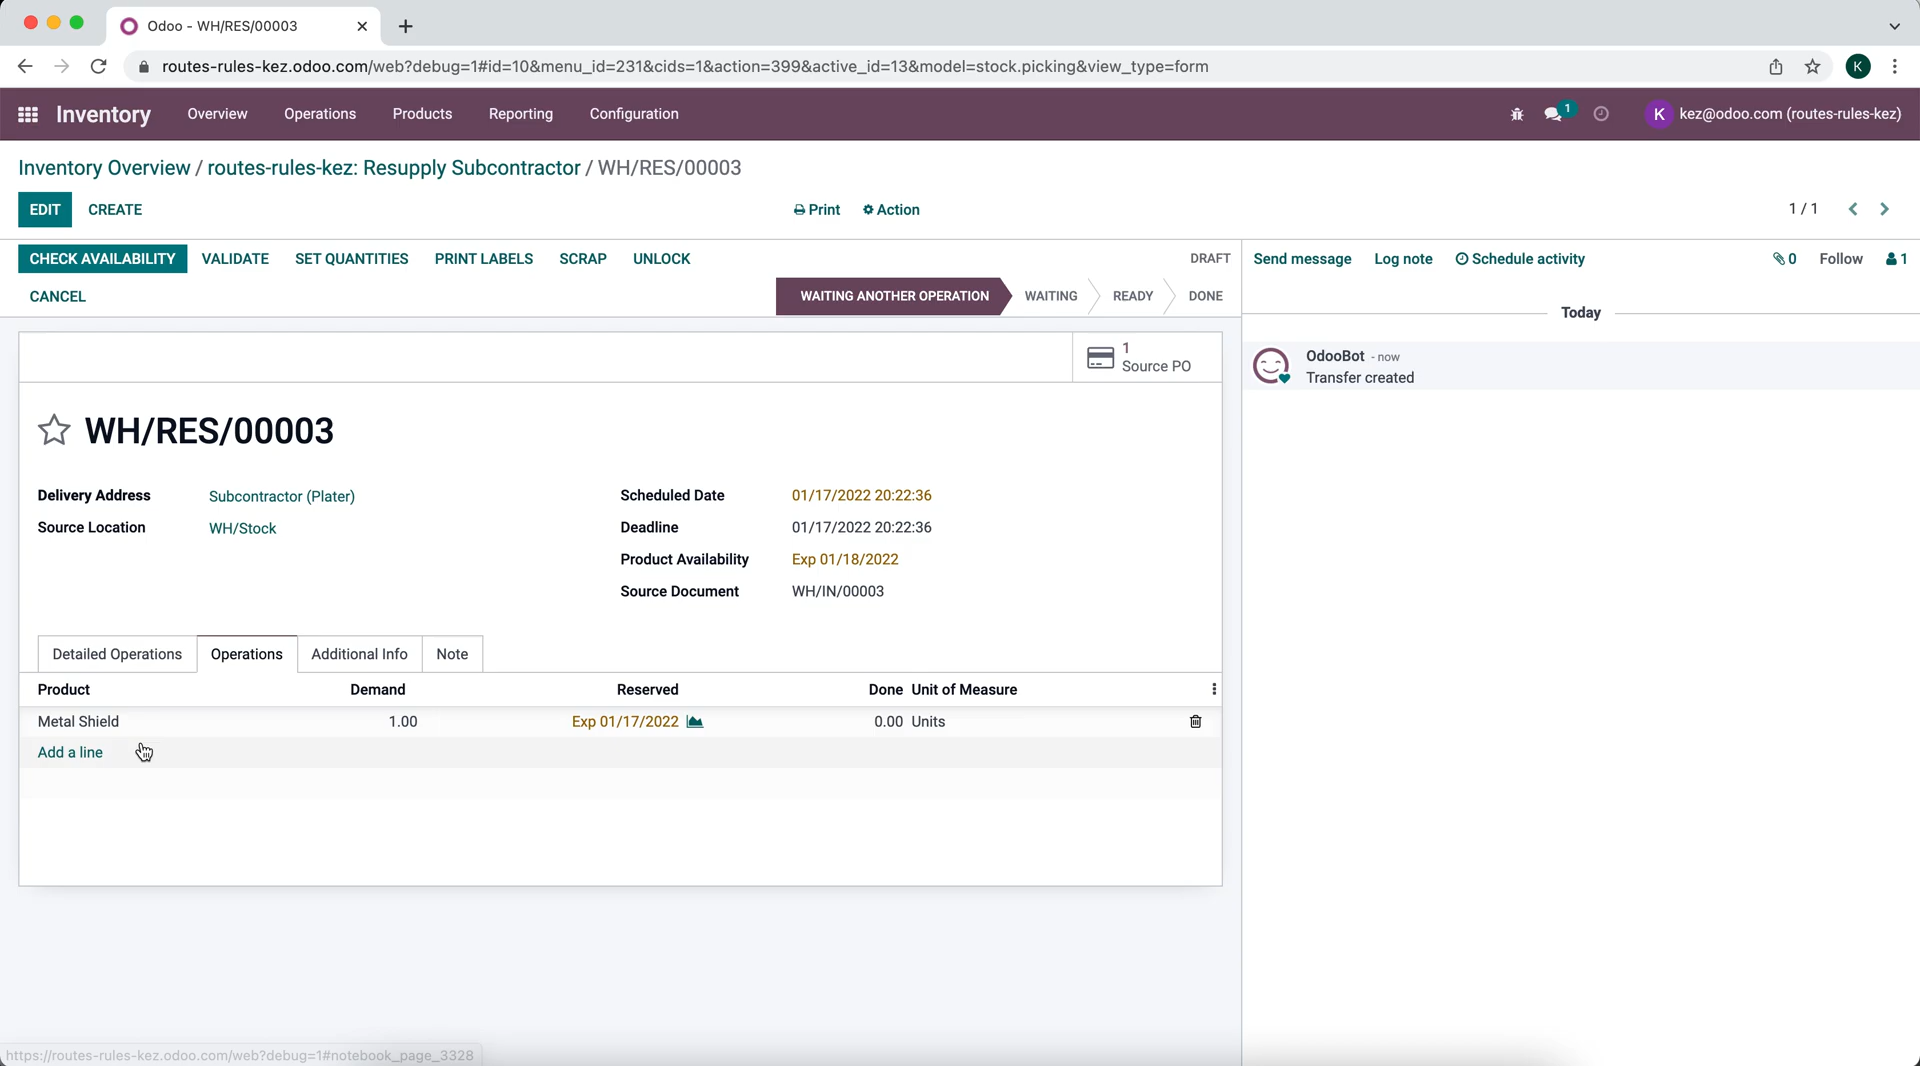 Odoo - WH/RES/00003
routes-rules-kez.odoo.com/web?debug=1#id=10&menu_id=231&cids=1&action=399&active_id=13&model=stock.picking&view_type=form
K
Inventory Overview Operations Products Reporting Configuration
1 K kez@odoo.com (routes-rules-kez)
Inventory Overview / routes-rules-kez: Resupply Subcontractor / WH/RES/00003
EDIT CREATE Print Action 1 / 1
CHECK AVAILABILITY VALIDATE SET QUANTITIES PRINT LABELS SCRAP UNLOCK DRAFT
CANCEL WAITING ANOTHER OPERATION WAITING READY DONE
Send message Log note Schedule activity 0 Follow 1
Today
OdooBot - now
Transfer created
1
Source PO
WH/RES/00003
Delivery Address Subcontractor (Plater)
Source Location WH/Stock
Scheduled Date 01/17/2022 20:22:36
Deadline 01/17/2022 20:22:36
Product Availability Exp 01/18/2022
Source Document WH/IN/00003
Detailed Operations Operations Additional Info Note
Product Demand Reserved Done Unit of Measure
Metal Shield 1.00 Exp 01/17/2022 0.00 Units
Add a line
https://routes-rules-kez.odoo.com/web?debug=1#notebook_page_3328